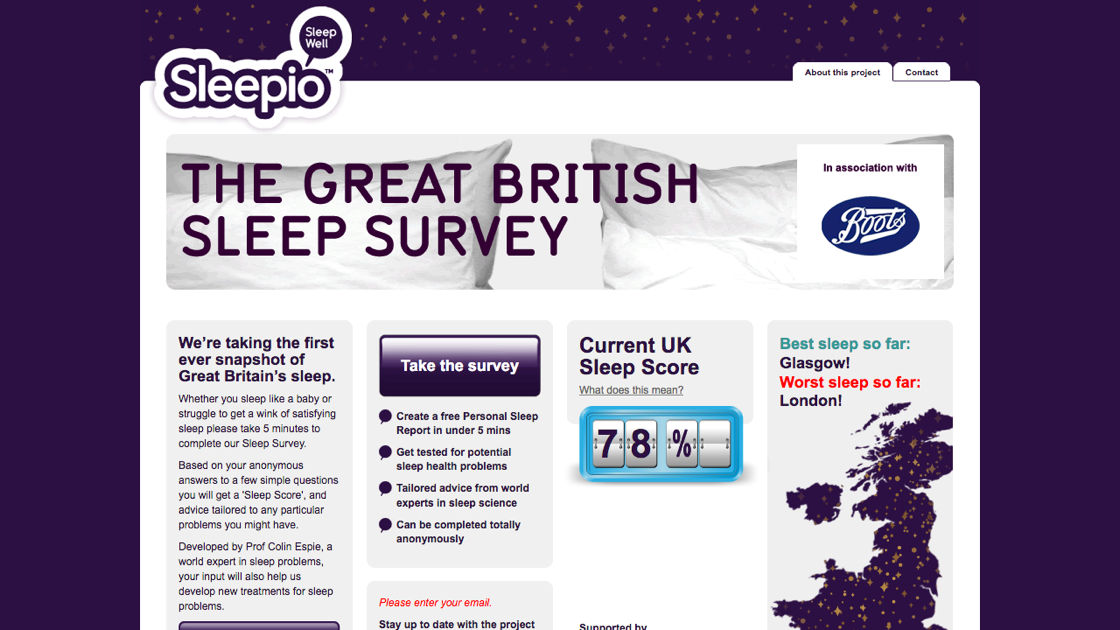 Sleep
Well
Sleepio™
About this project
Contact
THE GREAT BRITISH
SLEEP SURVEY
In association with
Boots
We're taking the first
ever snapshot of
Great Britain's sleep.
Whether you sleep like a baby or
struggle to get a wink of satisfying
sleep please take 5 minutes to
complete our Sleep Survey.
Based on your anonymous
answers to a few simple questions
you will get a 'Sleep Score', and
advice tailored to any particular
problems you might have.
Developed by Prof Colin Espie, a
world expert in sleep problems,
your input will also help us
develop new treatments for sleep
problems.
Take the survey
Create a free Personal Sleep
Report in under 5 mins
Get tested for potential
sleep health problems
Tailored advice from world
experts in sleep science
Can be completed totally
anonymously
Please enter your email.
Stay up to date with the project
Current UK
Sleep Score
What does this mean?
78 %
Supported by
Best sleep so far:
Glasgow!
Worst sleep so far:
London!